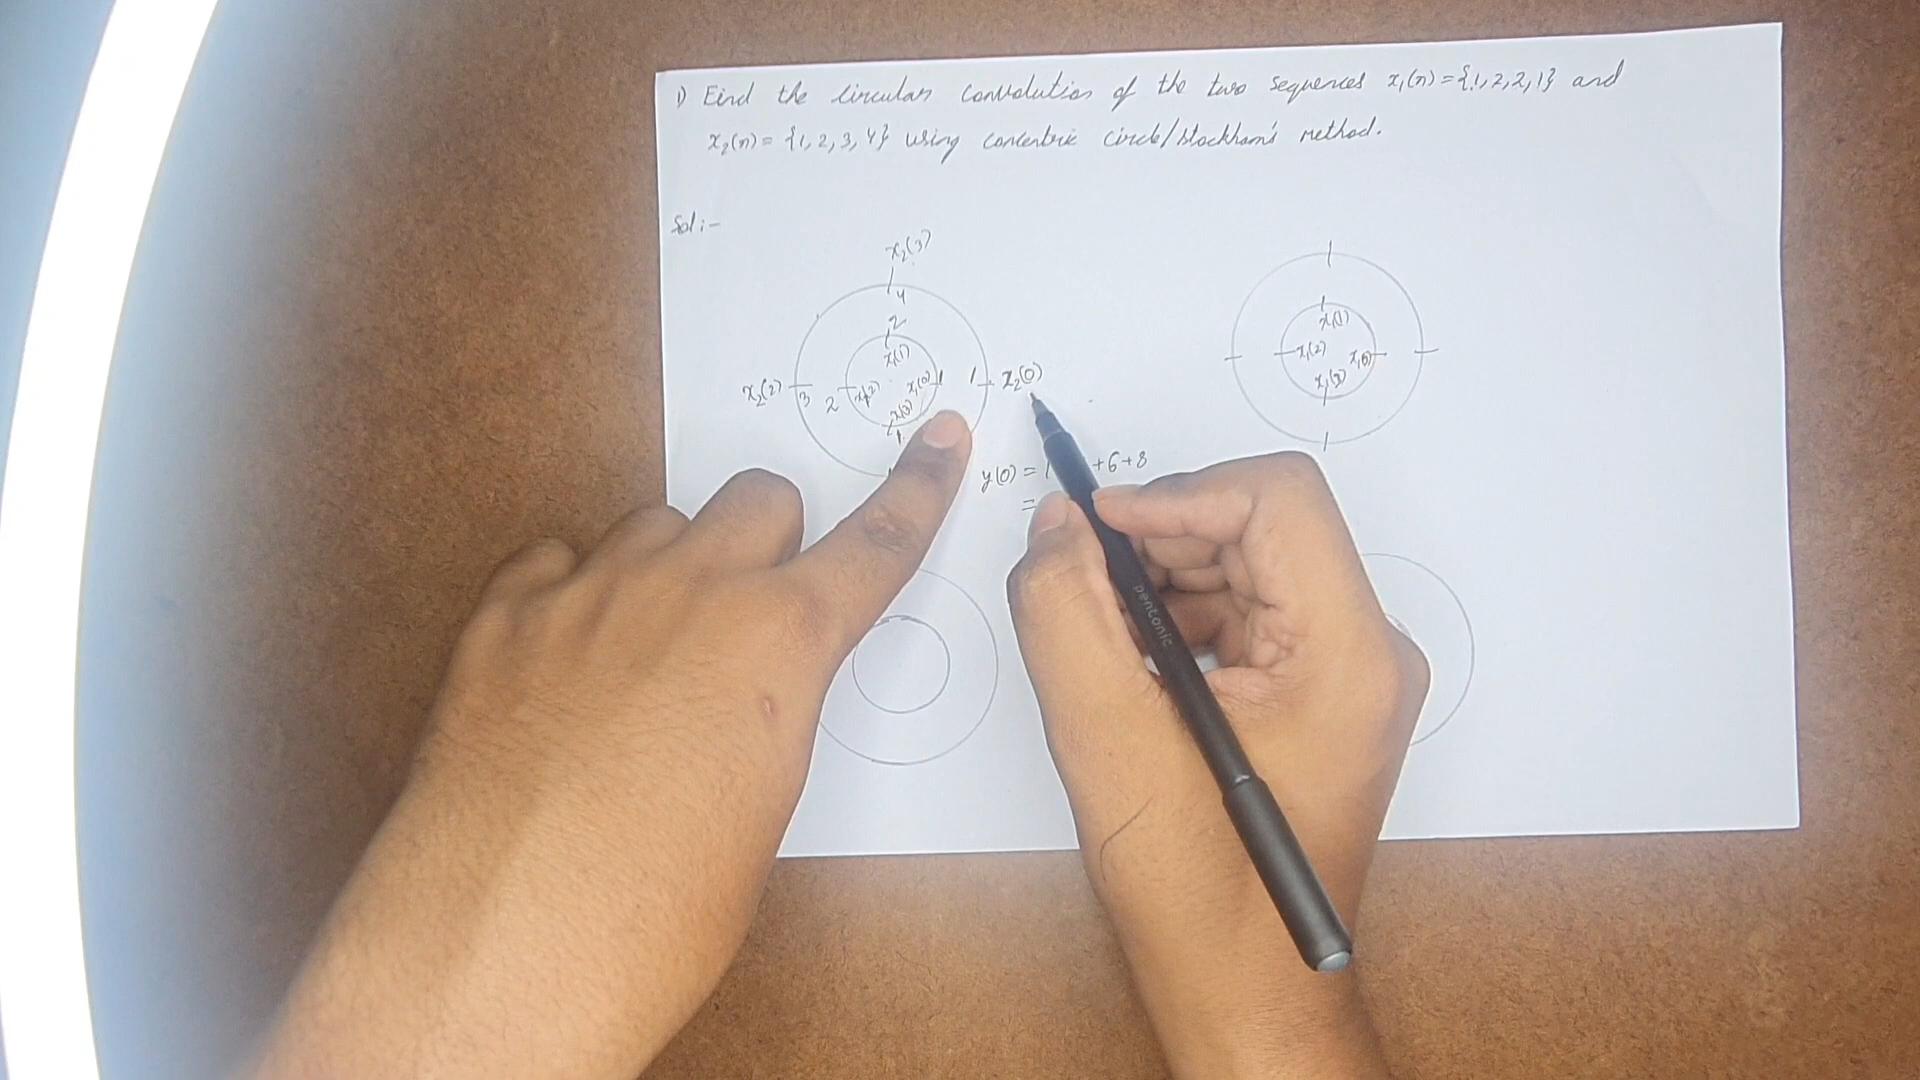 1) Find the circular convolution of the two sequences x₁(n)={1,2,2,1} and
x₂(n) = {1, 2, 3, 4} using concentric circle/stockham's method.
Sol:-
x₂(3)
4
2
x₁(1)
x₂(2) 3 2 x₁(2) x₁(0) 1 1 x₂(0)
x₁(3)
1
y(0) = 1 +6+8
=
x₁(1)
x₁(2) x₁(0)
x₁(3)
pentonic